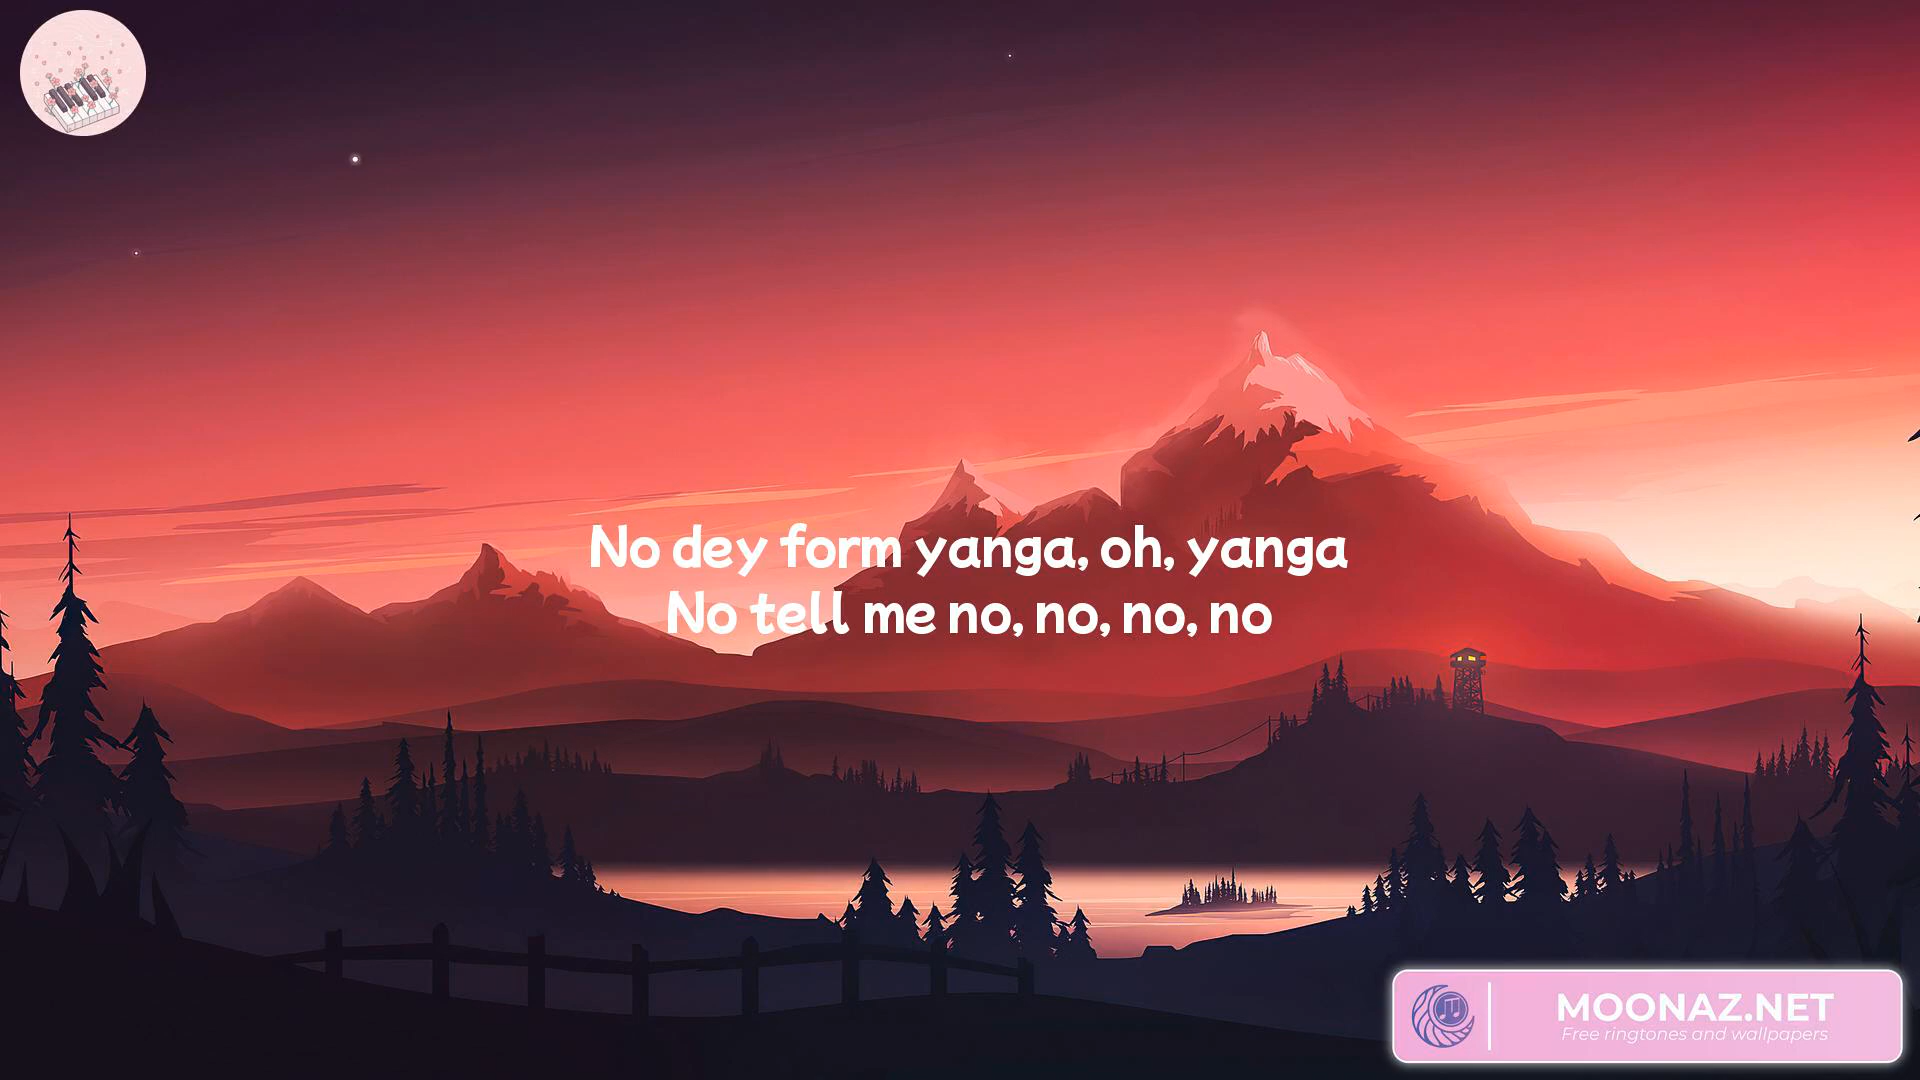 No dey form yanga, oh, yanga
No tell me no, no, no, no
MOONAZ.NET
Free ringtones and wallpapers